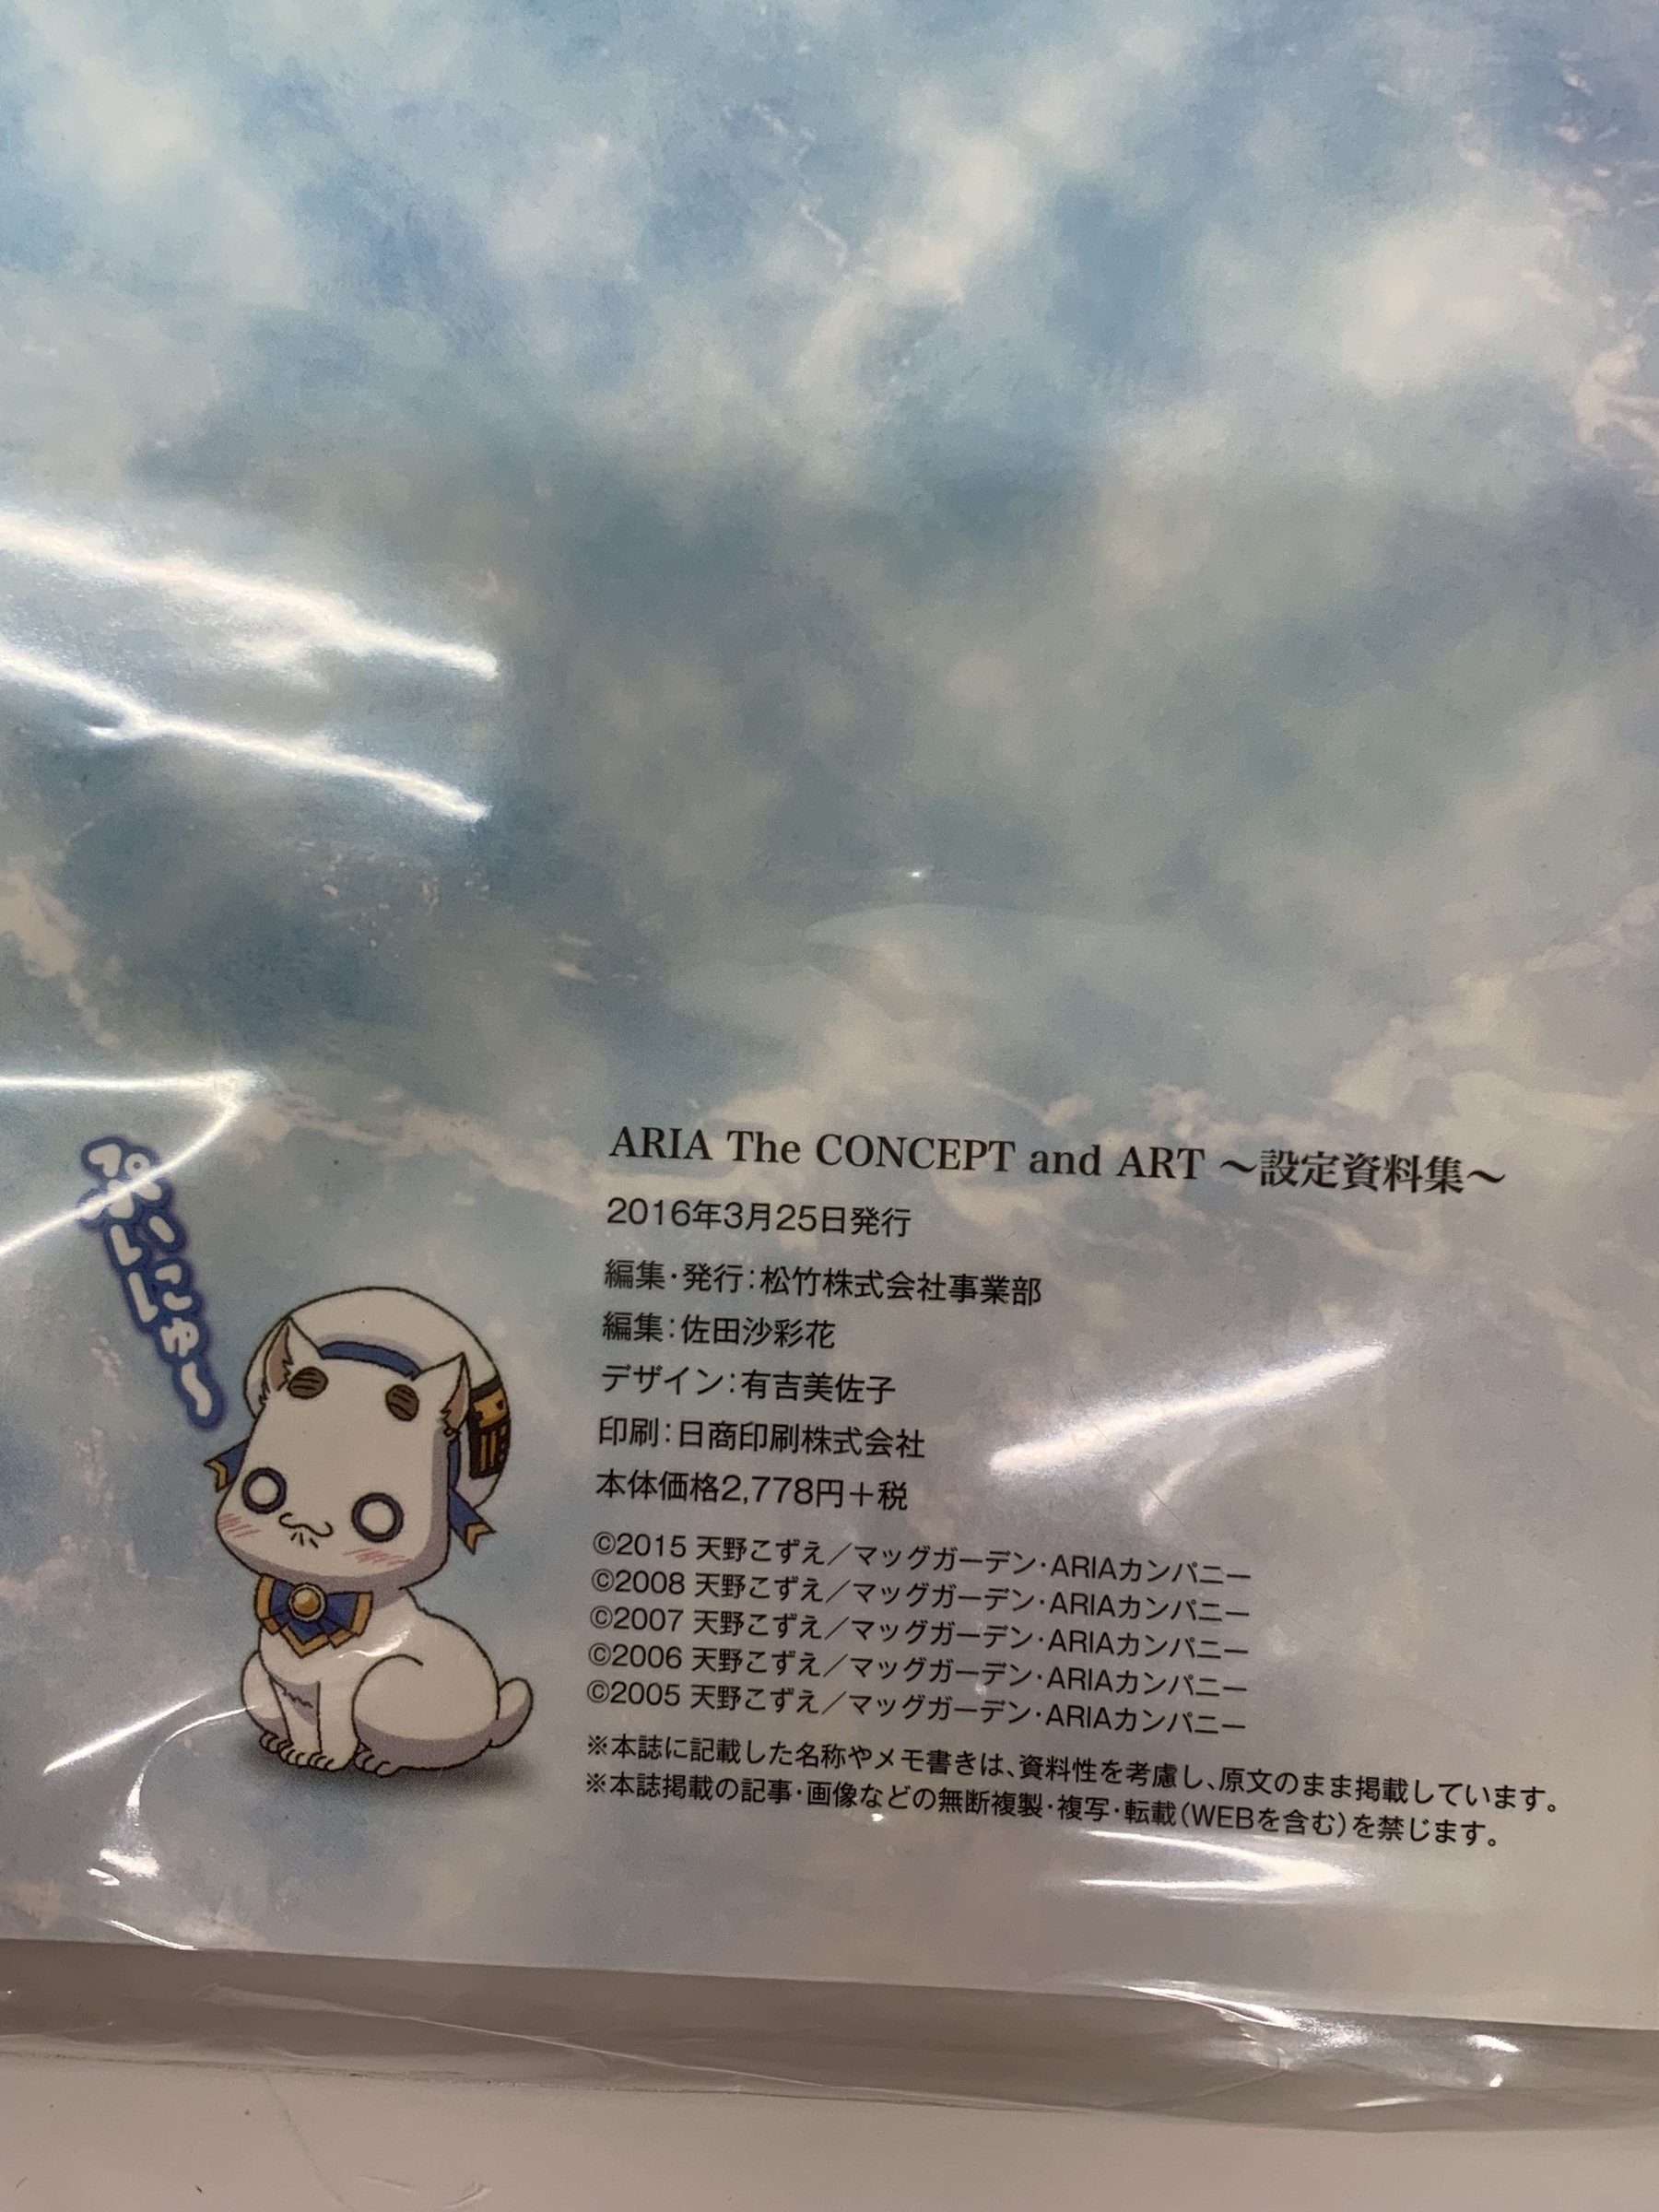 ぷいにゅ〜
ARIA The CONCEPT and ART 〜設定資料集〜
2016年3月25日発行
編集・発行：松竹株式会社事業部
編集：佐田沙彩花
デザイン：有吉美佐子
印刷：日商印刷株式会社
本体価格2,778円＋税
©2015 天野こずえ／マッグガーデン・ARIAカンパニー
©2008 天野こずえ／マッグガーデン・ARIAカンパニー
©2007 天野こずえ／マッグガーデン・ARIAカンパニー
©2006 天野こずえ／マッグガーデン・ARIAカンパニー
©2005 天野こずえ／マッグガーデン・ARIAカンパニー
※本誌に記載した名称やメモ書きは、資料性を考慮し、原文のまま掲載しています。
※本誌掲載の記事・画像などの無断複製・複写・転載（WEBを含む）を禁じます。